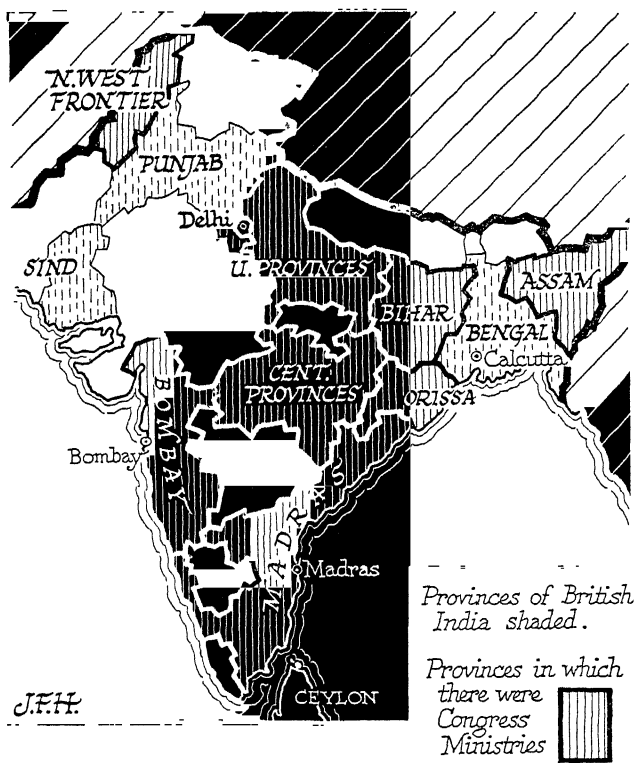 N. WEST
FRONTIER
PUNJAB
Delhi
SIND
U. PROVINCES
ASSAM
BIHAR
BENGAL
Calcutta
CENT.
PROVINCES
ORISSA
BOMBAY
Bombay
MADRAS
Madras
Provinces of British
India shaded.
Provinces in which
there were
Congress
Ministries
CEYLON
J.F.H.